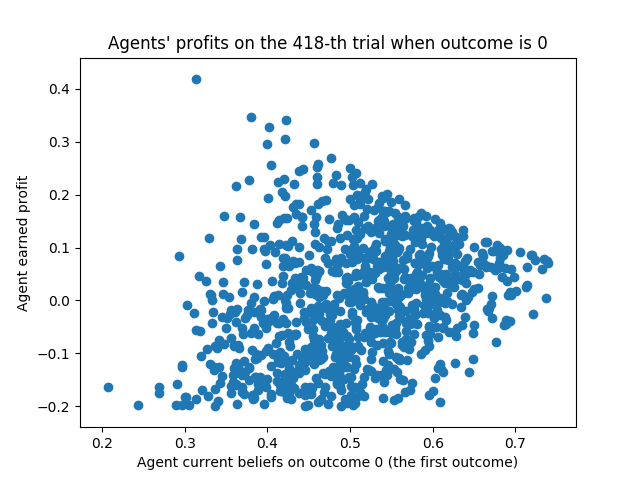 Agents' profits on the 418-th trial when outcome is 0
0.4
0.3
0.2
0.1
0.0
−0.1
−0.2
Agent earned profit
0.2 0.3 0.4 0.5 0.6 0.7
Agent current beliefs on outcome 0 (the first outcome)